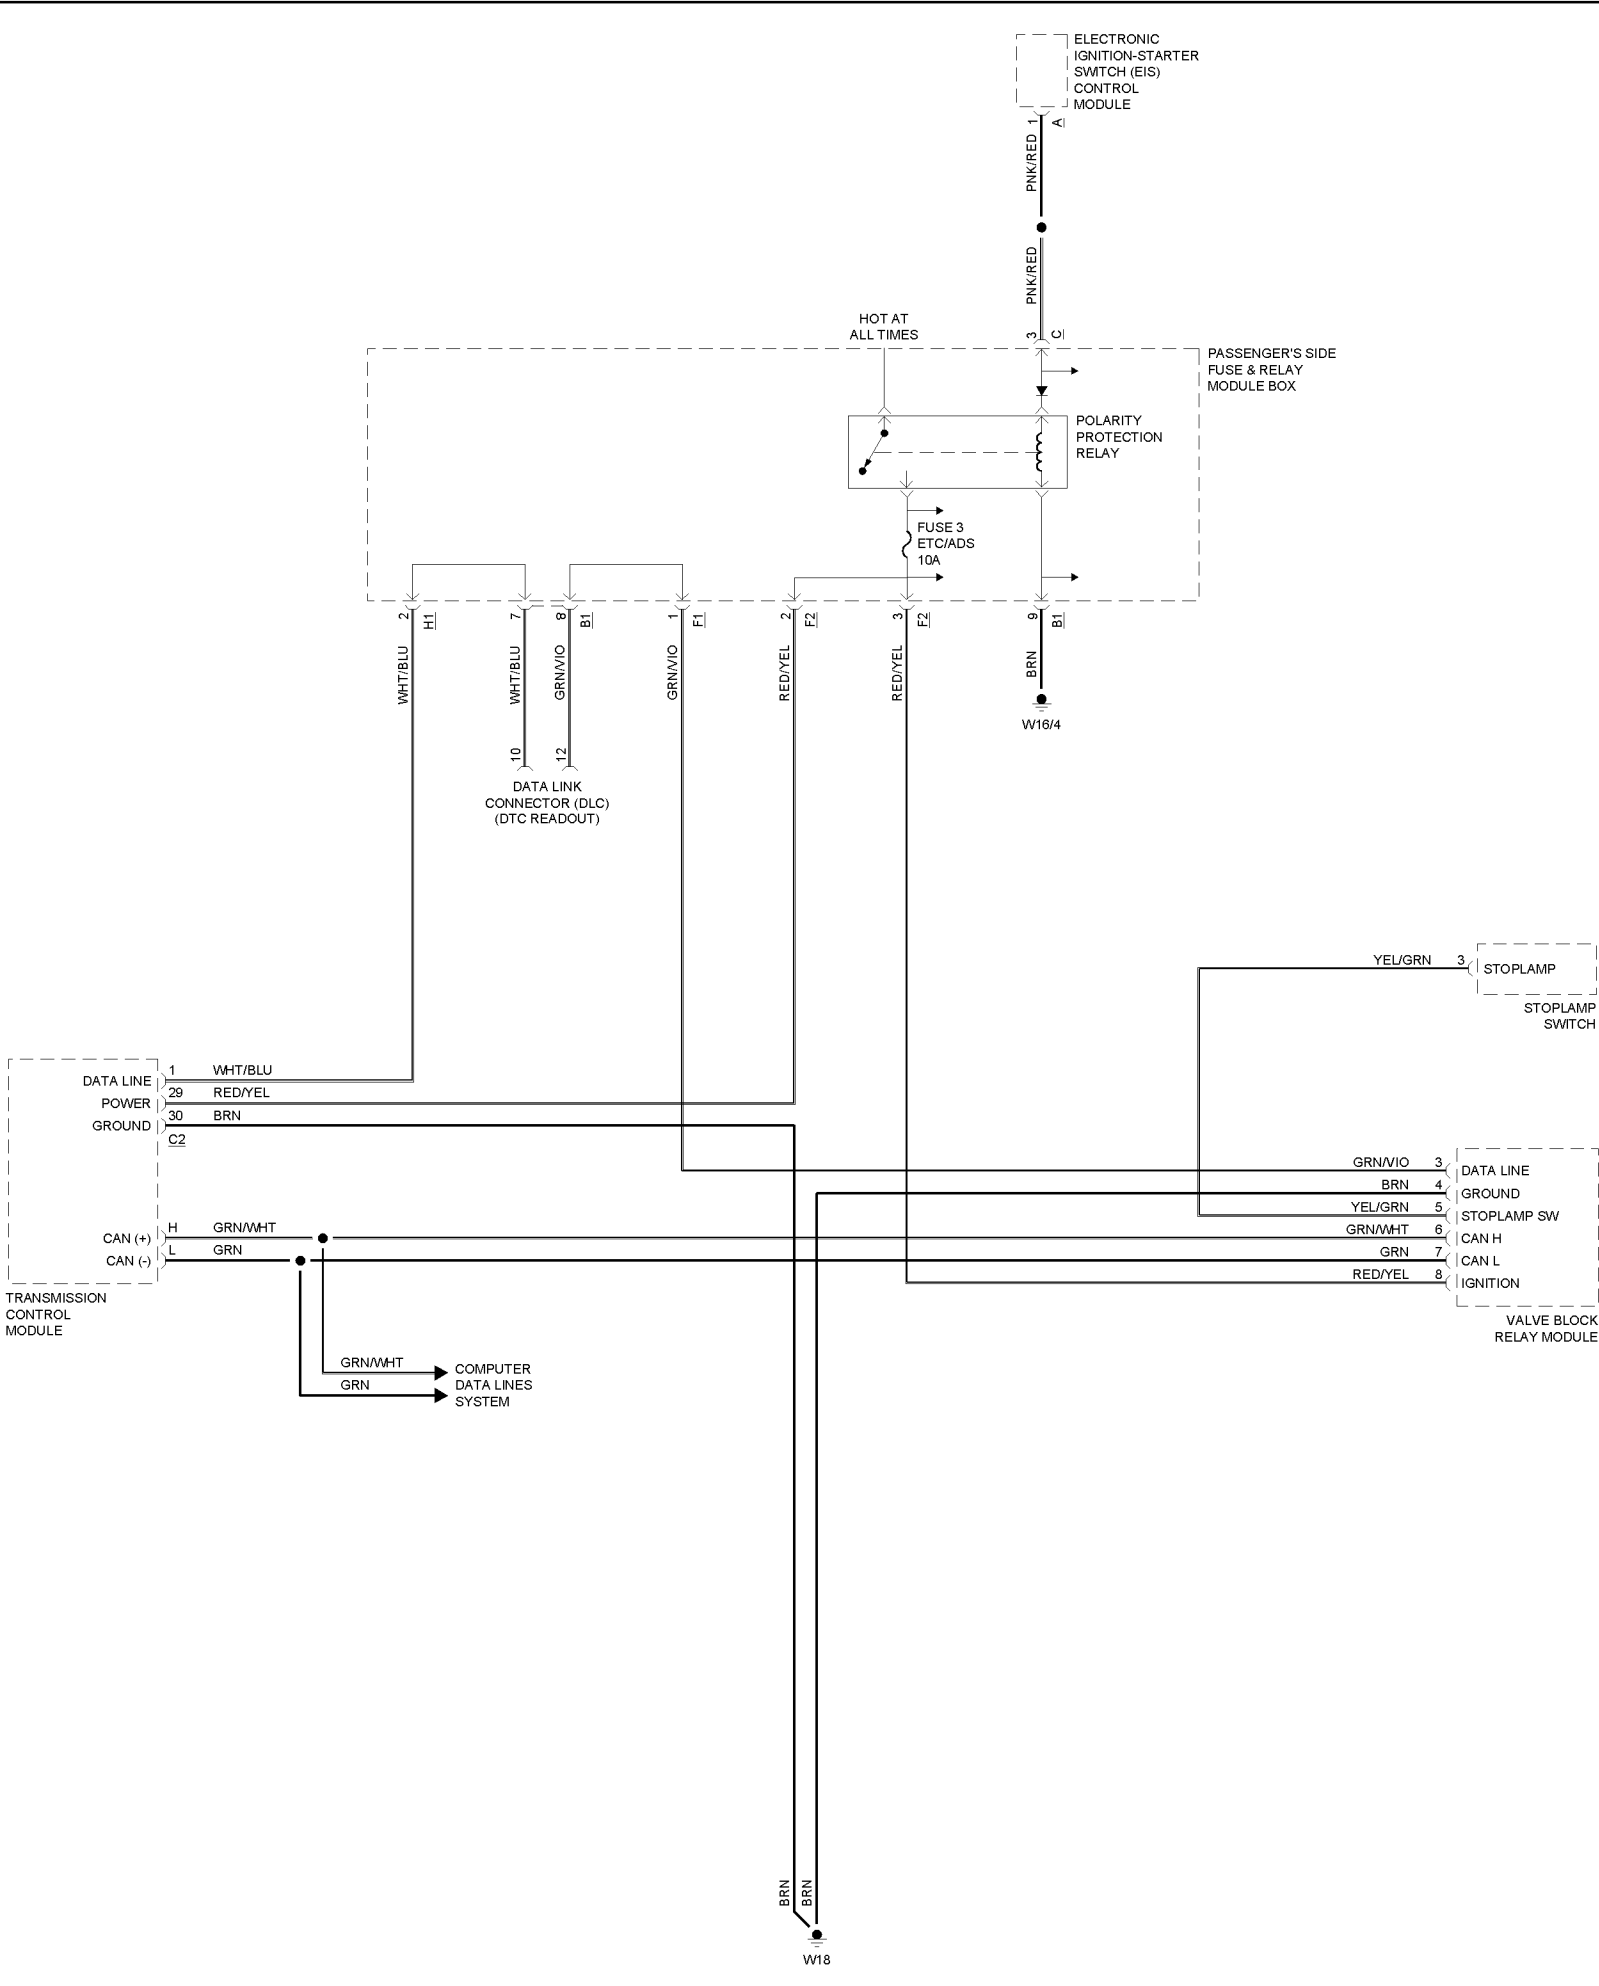 ELECTRONIC
IGNITION-STARTER
SWITCH (EIS)
CONTROL
MODULE
1
A
PNK/RED
PNK/RED
3
C
HOT AT
ALL TIMES
PASSENGER'S SIDE
FUSE & RELAY
MODULE BOX
POLARITY
PROTECTION
RELAY
FUSE 3
ETC/ADS
10A
2
H1
7
8
B1
1
F1
2
F2
3
F2
9
B1
WHT/BLU
WHT/BLU
GRN/VIO
GRN/VIO
RED/YEL
RED/YEL
BRN
W16/4
10
12
DATA LINK
CONNECTOR (DLC)
(DTC READOUT)
YEL/GRN
3
STOPLAMP
STOPLAMP
SWITCH
DATA LINE
1
WHT/BLU
POWER
29
RED/YEL
GROUND
30
BRN
C2
CAN (+)
H
GRN/WHT
CAN (-)
L
GRN
TRANSMISSION
CONTROL
MODULE
GRN/VIO
3
DATA LINE
BRN
4
GROUND
YEL/GRN
5
STOPLAMP SW
GRN/WHT
6
CAN H
GRN
7
CAN L
RED/YEL
8
IGNITION
VALVE BLOCK
RELAY MODULE
GRN/WHT
GRN
COMPUTER
DATA LINES
SYSTEM
BRN
BRN
W18